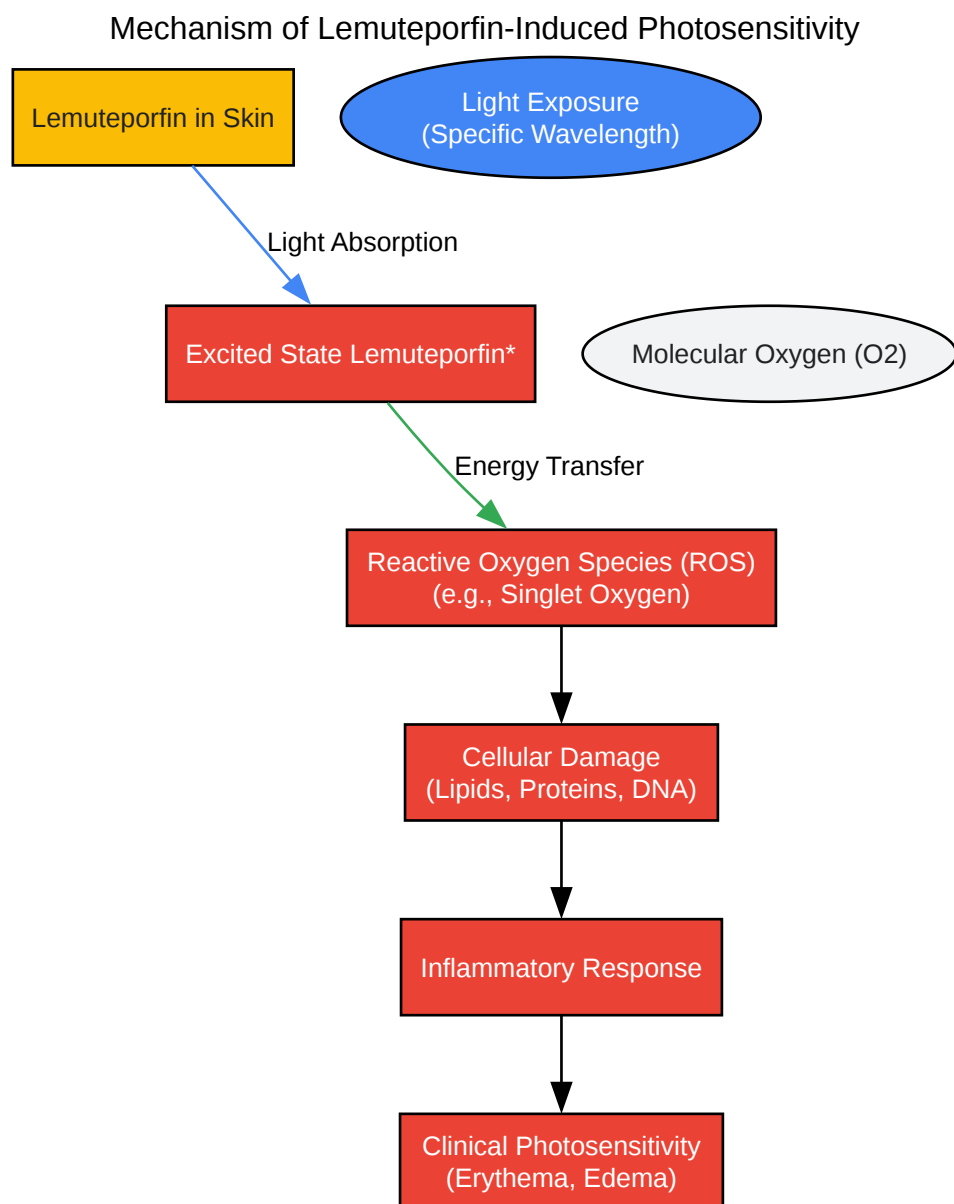 Mechanism of Lemuteporfin-Induced Photosensitivity
Lemuteporfin in Skin
Light Exposure
(Specific Wavelength)
Light Absorption
Excited State Lemuteporfin*
Molecular Oxygen (O2)
Energy Transfer
Reactive Oxygen Species (ROS)
(e.g., Singlet Oxygen)
Cellular Damage
(Lipids, Proteins, DNA)
Inflammatory Response
Clinical Photosensitivity
(Erythema, Edema)